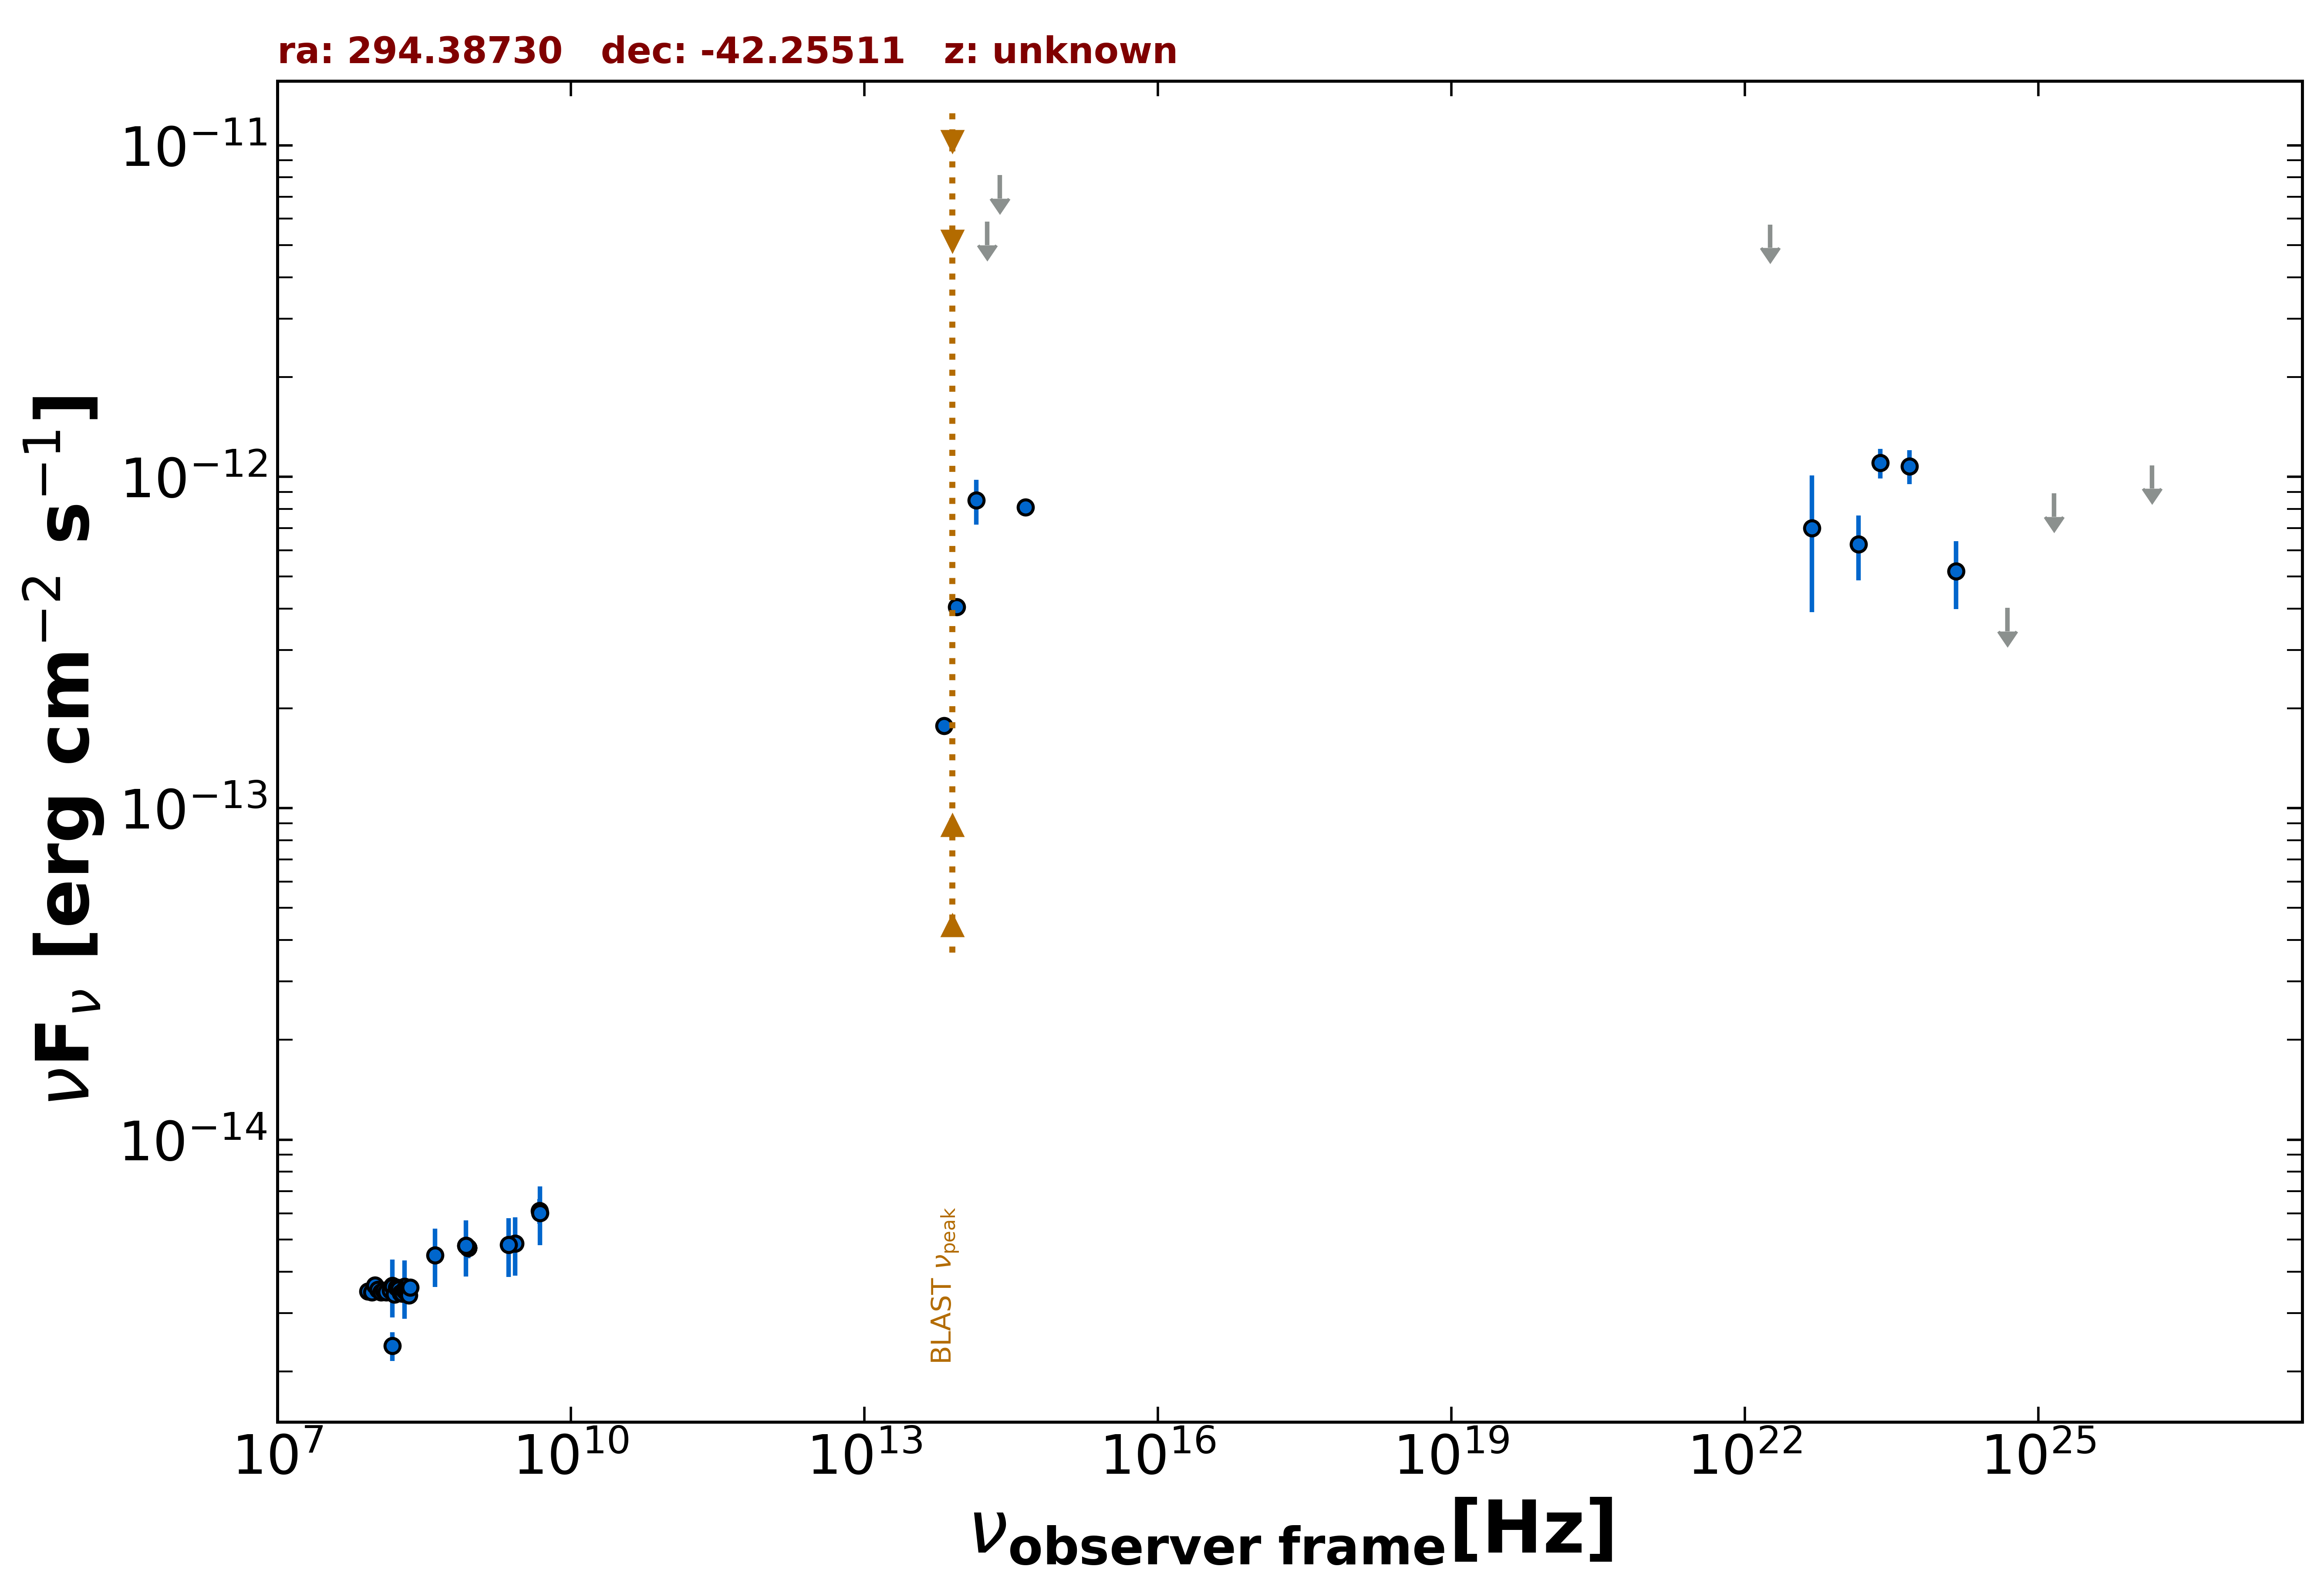 ra: 294.38730   dec: -42.25511   z: unknown
νFν [erg cm⁻² s⁻¹]
10⁻¹¹
10⁻¹²
10⁻¹³
10⁻¹⁴
BLAST νpeak
10⁷ 10¹⁰ 10¹³ 10¹⁶ 10¹⁹ 10²² 10²⁵
νobserver frame[Hz]